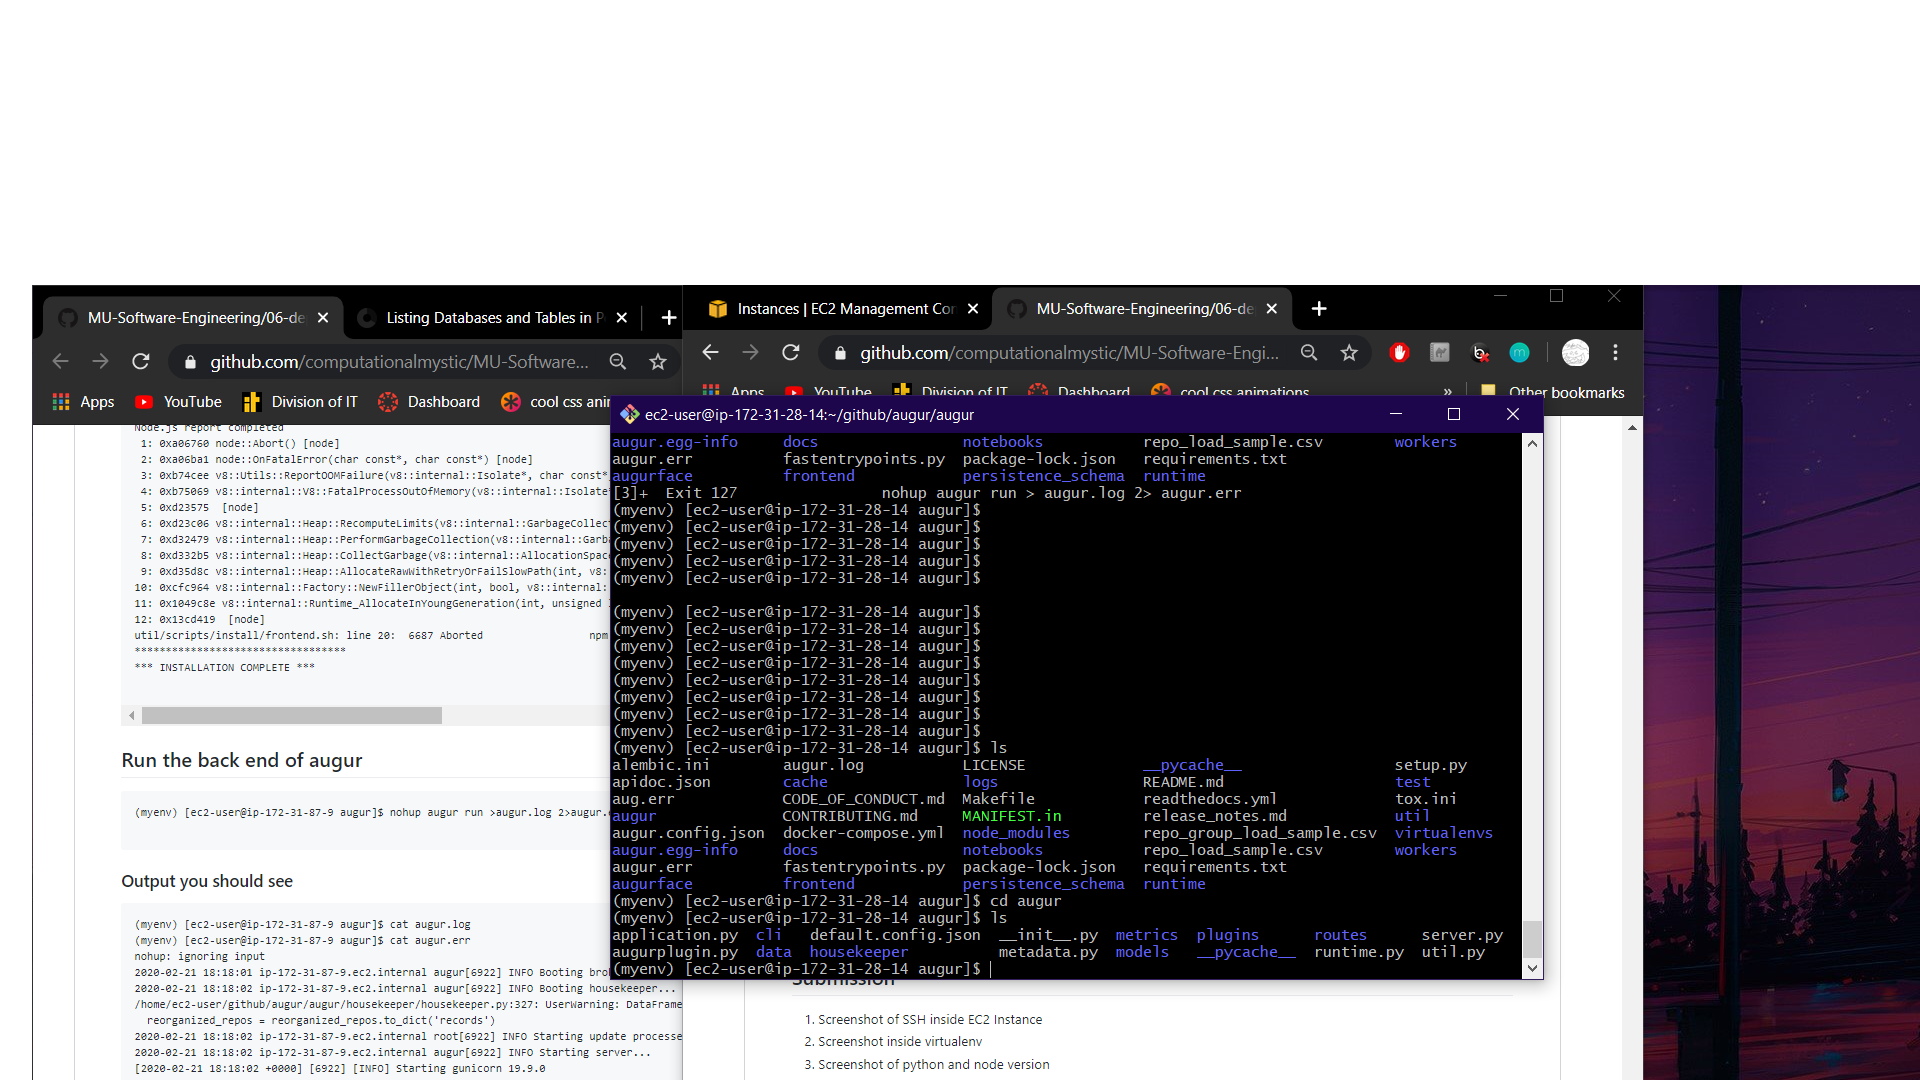 MU-Software-Engineering/06-de
Listing Databases and Tables in P
github.com/computationalmystic/MU-Software...
Apps
YouTube
Division of IT
Dashboard
cool css anim
Node.js report completed
1: 0xa06760 node::Abort() [node]
2: 0xa06ba1 node::OnFatalError(char const*, char const*) [node]
3: 0xb74cee v8::Utils::ReportOOMFailure(v8::internal::Isolate*, char const*
4: 0xb75069 v8::internal::V8::FatalProcessOutOfMemory(v8::internal::Isolate*
5: 0xd23575  [node]
6: 0xd23c06 v8::internal::Heap::RecomputeLimits(v8::internal::GarbageCollect
7: 0xd32479 v8::internal::Heap::PerformGarbageCollection(v8::internal::Garba
8: 0xd332b5 v8::internal::Heap::CollectGarbage(v8::internal::AllocationSpac
9: 0xd35d8c v8::internal::Heap::AllocateRawWithRetryOrFailSlowPath(int, v8:
10: 0xcfc964 v8::internal::Factory::NewFillerObject(int, bool, v8::internal:
11: 0x1049c8e v8::internal::Runtime_AllocateInYoungGeneration(int, unsigned
12: 0x13cd419  [node]
util/scripts/install/frontend.sh: line 20:  6687 Aborted                 npm
*********************************
*** INSTALLATION COMPLETE ***
Run the back end of augur
(myenv) [ec2-user@ip-172-31-87-9 augur]$ nohup augur run >augur.log 2>augur.
Output you should see
(myenv) [ec2-user@ip-172-31-87-9 augur]$ cat augur.log
(myenv) [ec2-user@ip-172-31-87-9 augur]$ cat augur.err
nohup: ignoring input
2020-02-21 18:18:01 ip-172-31-87-9.ec2.internal augur[6922] INFO Booting bro
2020-02-21 18:18:02 ip-172-31-87-9.ec2.internal augur[6922] INFO Booting housekeeper...
/home/ec2-user/github/augur/augur/housekeeper/housekeeper.py:327: UserWarning: DataFrame
reorganized_repos = reorganized_repos.to_dict('records')
2020-02-21 18:18:02 ip-172-31-87-9.ec2.internal root[6922] INFO Starting update processe
2020-02-21 18:18:02 ip-172-31-87-9.ec2.internal augur[6922] INFO Starting server...
[2020-02-21 18:18:02 +0000] [6922] [INFO] Starting gunicorn 19.9.0
Instances | EC2 Management Con
MU-Software-Engineering/06-de
github.com/computationalmystic/MU-Software-Engi...
Apps
YouTube
Division of IT
Dashboard
cool css animations
»
Other bookmarks
ec2-user@ip-172-31-28-14:~/github/augur/augur
augur.egg-info     docs                notebooks           repo_load_sample.csv        workers
augur.err          fastentrypoints.py  package-lock.json   requirements.txt
augurface          frontend            persistence_schema  runtime
[3]+  Exit 127                nohup augur run > augur.log 2> augur.err
(myenv) [ec2-user@ip-172-31-28-14 augur]$
(myenv) [ec2-user@ip-172-31-28-14 augur]$
(myenv) [ec2-user@ip-172-31-28-14 augur]$
(myenv) [ec2-user@ip-172-31-28-14 augur]$
(myenv) [ec2-user@ip-172-31-28-14 augur]$
(myenv) [ec2-user@ip-172-31-28-14 augur]$
(myenv) [ec2-user@ip-172-31-28-14 augur]$
(myenv) [ec2-user@ip-172-31-28-14 augur]$
(myenv) [ec2-user@ip-172-31-28-14 augur]$
(myenv) [ec2-user@ip-172-31-28-14 augur]$
(myenv) [ec2-user@ip-172-31-28-14 augur]$
(myenv) [ec2-user@ip-172-31-28-14 augur]$
(myenv) [ec2-user@ip-172-31-28-14 augur]$
(myenv) [ec2-user@ip-172-31-28-14 augur]$ ls
alembic.ini        augur.log           LICENSE             __pycache__                 setup.py
apidoc.json        cache               logs                README.md                   test
aug.err            CODE_OF_CONDUCT.md  Makefile            readthedocs.yml             tox.ini
augur              CONTRIBUTING.md     MANIFEST.in         release_notes.md            util
augur.config.json  docker-compose.yml  node_modules        repo_group_load_sample.csv  virtualenvs
augur.egg-info     docs                notebooks           repo_load_sample.csv        workers
augur.err          fastentrypoints.py  package-lock.json   requirements.txt
augurface          frontend            persistence_schema  runtime
(myenv) [ec2-user@ip-172-31-28-14 augur]$ cd augur
(myenv) [ec2-user@ip-172-31-28-14 augur]$ ls
application.py  cli   default.config.json  __init__.py  metrics  plugins      routes      server.py
augurplugin.py  data  housekeeper          metadata.py  models   __pycache__  runtime.py  util.py
(myenv) [ec2-user@ip-172-31-28-14 augur]$
Submission
1. Screenshot of SSH inside EC2 Instance
2. Screenshot inside virtualenv
3. Screenshot of python and node version